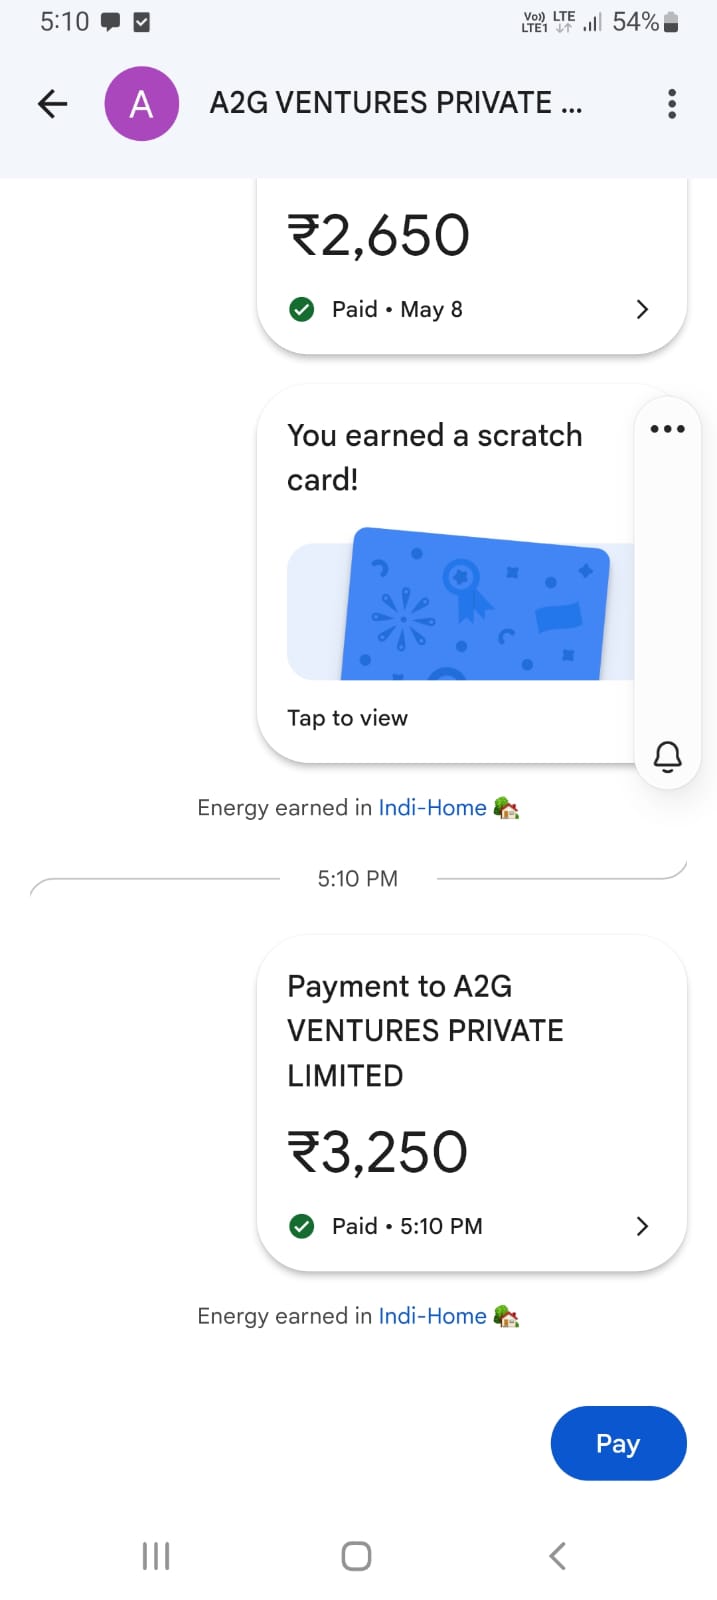 5:10
Vo)) LTE
LTE1 ↓↑ 54%
A
A2G VENTURES PRIVATE ...
₹2,650
Paid • May 8
You earned a scratch
card!
Tap to view
Energy earned in Indi-Home
5:10 PM
Payment to A2G
VENTURES PRIVATE
LIMITED
₹3,250
Paid • 5:10 PM
Energy earned in Indi-Home
Pay